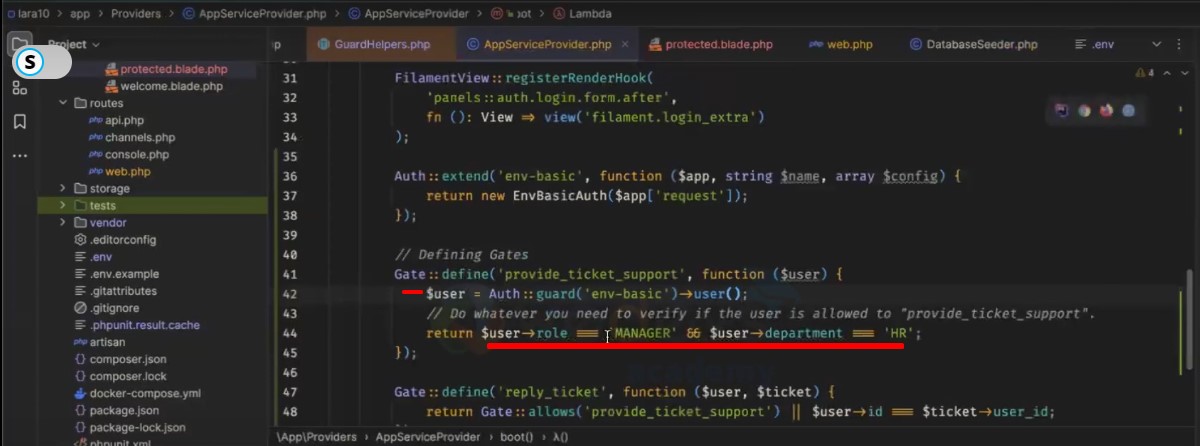 lara10 > app > Providers > AppServiceProvider.php > AppServiceProvider > boot > Lambda
Project
S
GuardHelpers.php
AppServiceProvider.php
protected.blade.php
web.php
DatabaseSeeder.php
.env
protected.blade.php
welcome.blade.php
routes
api.php
channels.php
console.php
web.php
storage
tests
vendor
.editorconfig
.env
.env.example
.gitattributes
.gitignore
.phpunit.result.cache
artisan
composer.json
composer.lock
docker-compose.yml
package.json
package-lock.json
phpunit.xml
4
31 FilamentView::registerRenderHook(
32 'panels::auth.login.form.after',
33 fn (): View => view('filament.login_extra')
34 );
35
36 Auth::extend('env-basic', function ($app, string $name, array $config) {
37 return new EnvBasicAuth($app['request']);
38 });
39
40 // Defining Gates
41 Gate::define('provide_ticket_support', function ($user) {
42 $user = Auth::guard('env-basic')->user();
43 // Do whatever you need to verify if the user is allowed to "provide_ticket_support".
44 return $user->role === 'MANAGER' && $user->department === 'HR';
45 });
46
47 Gate::define('reply_ticket', function ($user, $ticket) {
48 return Gate::allows('provide_ticket_support') || $user->id === $ticket->user_id;
\App\Providers > AppServiceProvider > boot() > λ()